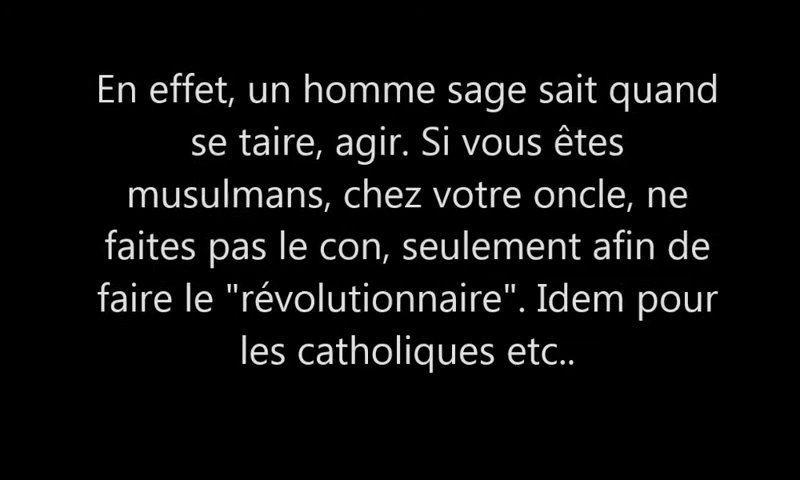 En effet, un homme sage sait quand
se taire, agir. Si vous êtes
musulmans, chez votre oncle, ne
faites pas le con, seulement afin de
faire le "révolutionnaire". Idem pour
les catholiques etc..